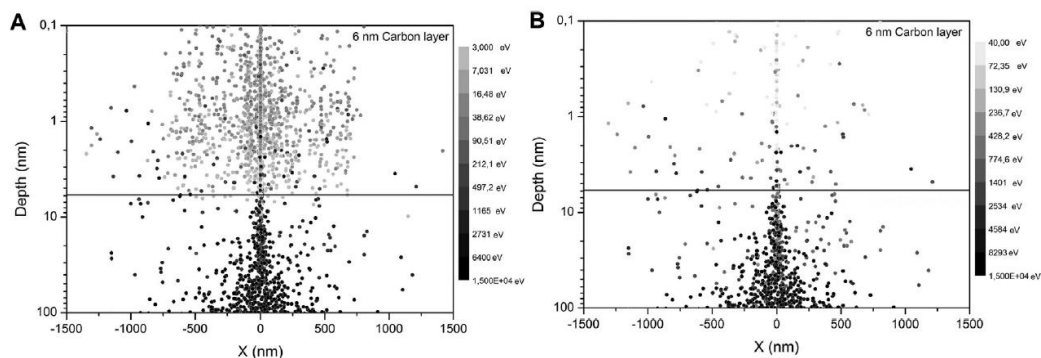 A
6 nm Carbon layer
0,1
1
10
100
Depth (nm)
-1500
-1000
-500
0
500
1000
1500
X (nm)
3,000 eV
7,031 eV
16,48 eV
38,62 eV
90,51 eV
212,1 eV
497,2 eV
1165 eV
2731 eV
6400 eV
1,500E+04 eV
B
6 nm Carbon layer
0,1
1
10
100
Depth (nm)
-1500
-1000
-500
0
500
1000
1500
X (nm)
40,00 eV
72,35 eV
130,9 eV
236,7 eV
428,2 eV
774,6 eV
1401 eV
2534 eV
4584 eV
8293 eV
1,500E+04 eV